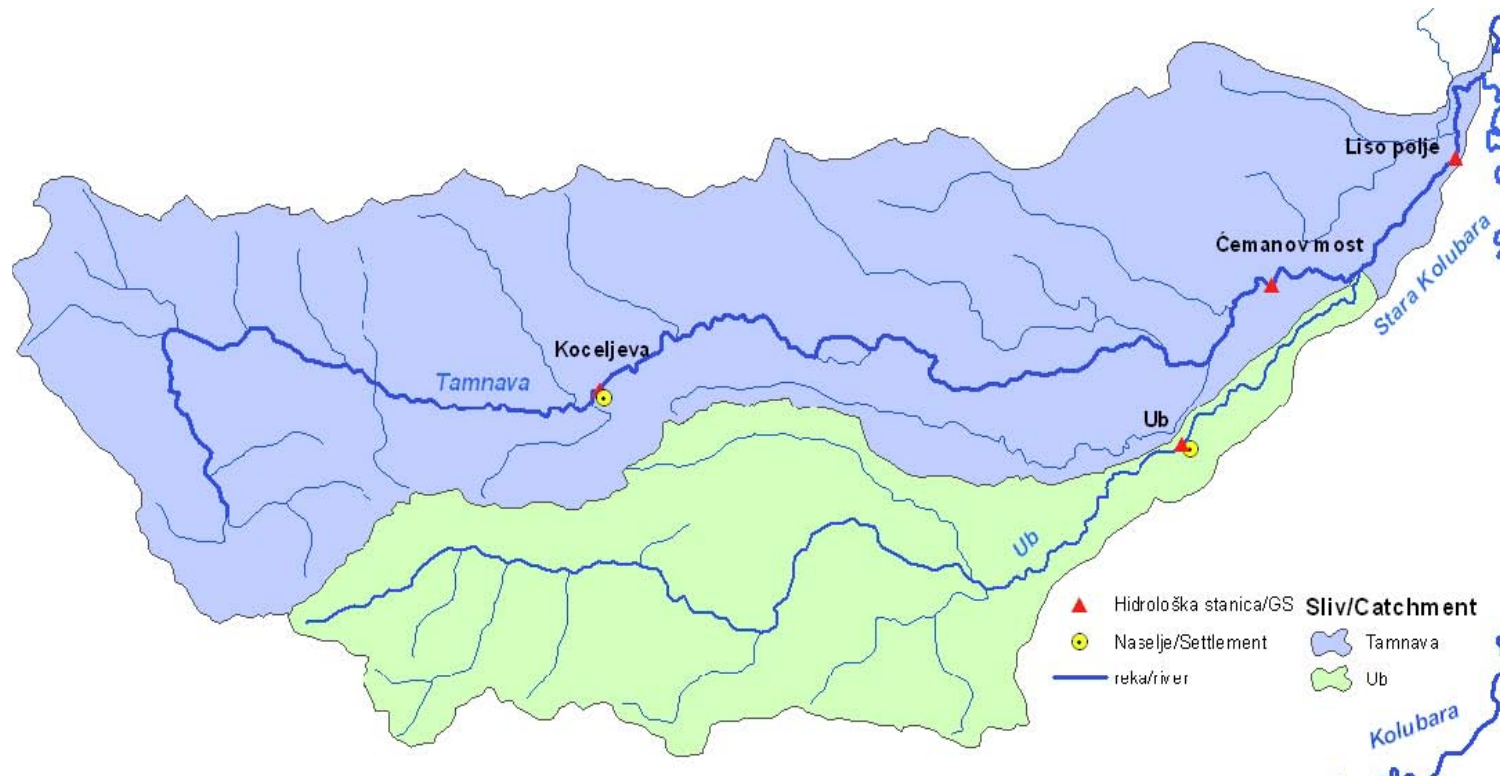 Liso polje
Ćemanov most
Stara Kolubara
Koceljeva
Tamnava
Ub
Ub
Hidrološka stanica/GS
Naselje/Settlement
reka/river
Sliv/Catchment
Tamnava
Ub
Kolubara